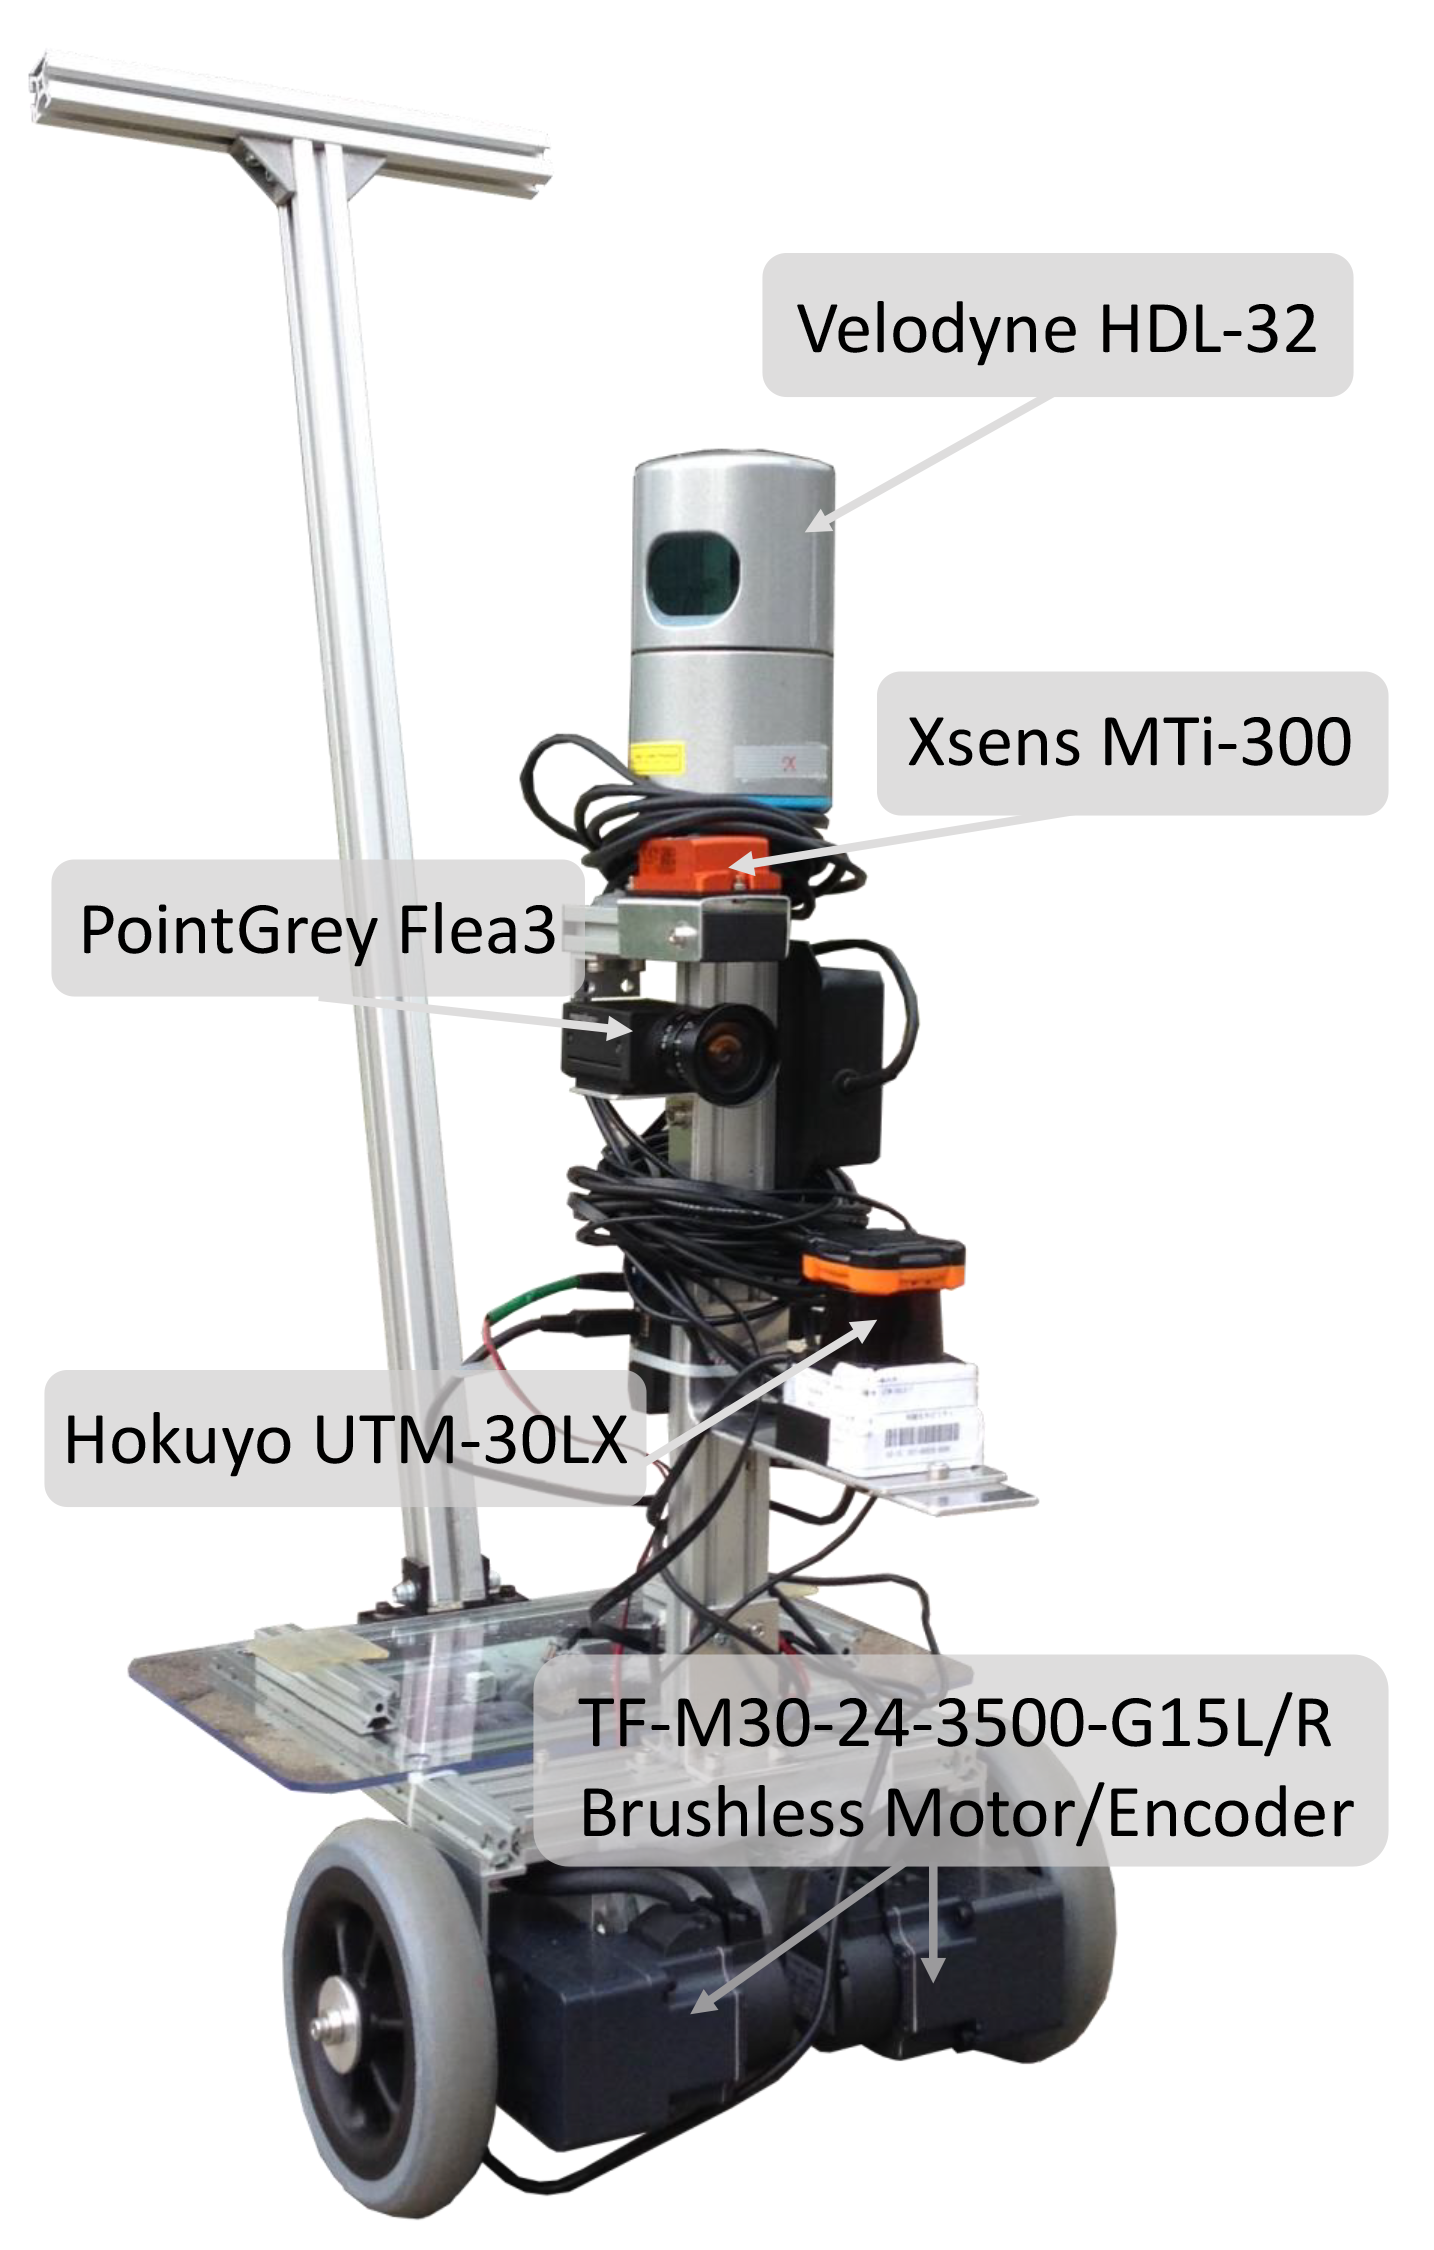 Velodyne HDL-32
Xsens MTi-300
PointGrey Flea3
Hokuyo UTM-30LX
TF-M30-24-3500-G15L/R
Brushless Motor/Encoder